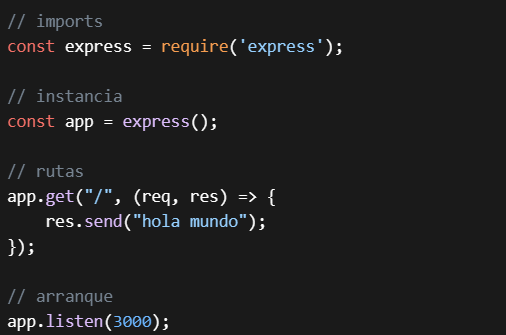 // imports
const express = require('express');
// instancia
const app = express();
// rutas
app.get("/", (req, res) => {
    res.send("hola mundo");
});
// arranque
app.listen(3000);